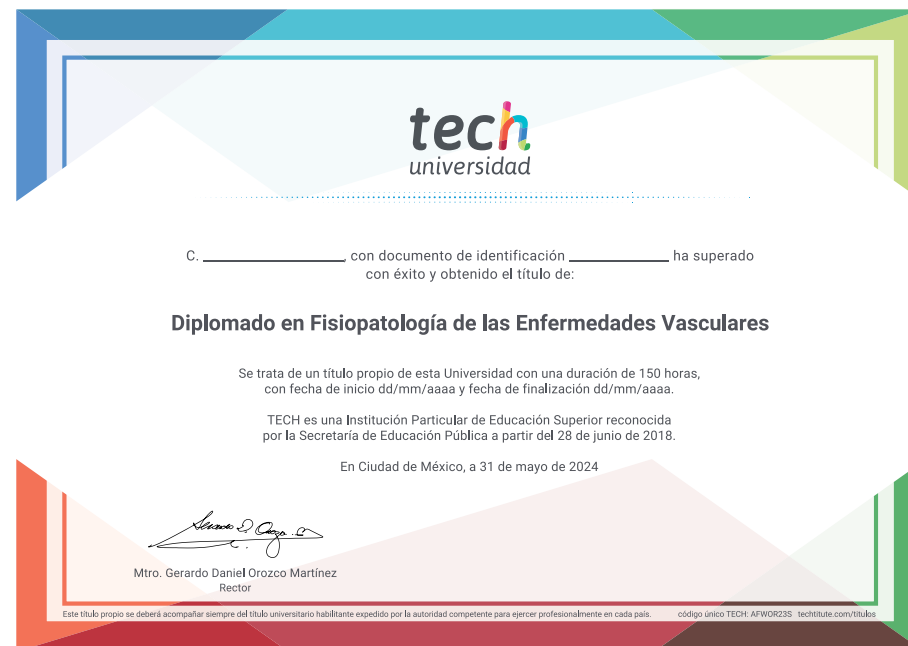 tech
universidad
C. ____________, con documento de identificación ____________ ha superado
con éxito y obtenido el título de:
Diplomado en Fisiopatología de las Enfermedades Vasculares
Se trata de un título propio de esta Universidad con una duración de 150 horas,
con fecha de inicio dd/mm/aaaa y fecha de finalización dd/mm/aaaa.
TECH es una Institución Particular de Educación Superior reconocida
por la Secretaría de Educación Pública a partir del 28 de junio de 2018.
En Ciudad de México, a 31 de mayo de 2024
Mtro. Gerardo Daniel Orozco Martínez
Rector
Este título propio se deberá acompañar siempre del título universitario habilitante expedido por la autoridad competente para ejercer profesionalmente en cada país. código único TECH: AFWOR23S techtitute.com/titulos